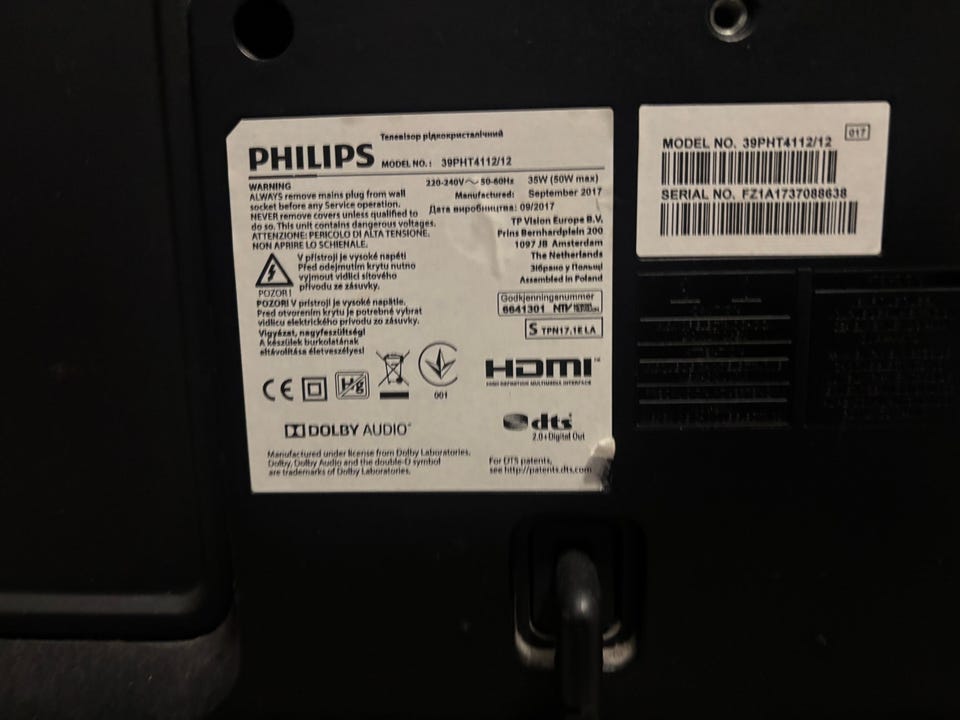 Телевізор рідкокристалічний
PHILIPS MODEL NO.: 39PHT4112/12
WARNING
ALWAYS remove mains plug from wall
socket before any Service operation.
NEVER remove covers unless qualified to
do so. This unit contains dangerous voltages.
ATTENZIONE: PERICOLO DI ALTA TENSIONE.
NON APRIRE LO SCHIENALE.
V přístroji je vysoké napětí
Před odejmutím krytu nutno
vyjmout vidlici síťového
přívodu ze zásuvky.
POZOR!
POZOR! V prístroji je vysoké napätie.
Pred otvorením krytu je potrebné vybrat
vidlicu elektrického prívodu zo zásuvky.
Vigyázat, nagyfeszültség!
A készülek burkolatának
eltávolítása életveszélyes!
220-240V~ 50-60Hz 35W (50W max)
Manufactured: September 2017
Дата виробництва: 09/2017
TP Vision Europe B.V.
Prins Bernhardplein 200
1097 JB Amsterdam
The Netherlands
Зібрано у Польщі
Assembled in Poland
Godkjenningsnummer
6641301 NTV
S TPN17.1E LA
CE Hg
001
HDMI™
HIGH DEFINITION MULTIMEDIA INTERFACE
DOLBY AUDIO™
dts
2.0+Digital Out
Manufactured under license from Dolby Laboratories.
Dolby, Dolby Audio and the double-D symbol
are trademarks of Dolby Laboratories.
For DTS patents,
see http://patents.dts.com
017
MODEL NO. 39PHT4112/12
SERIAL NO. FZ1A1737088638